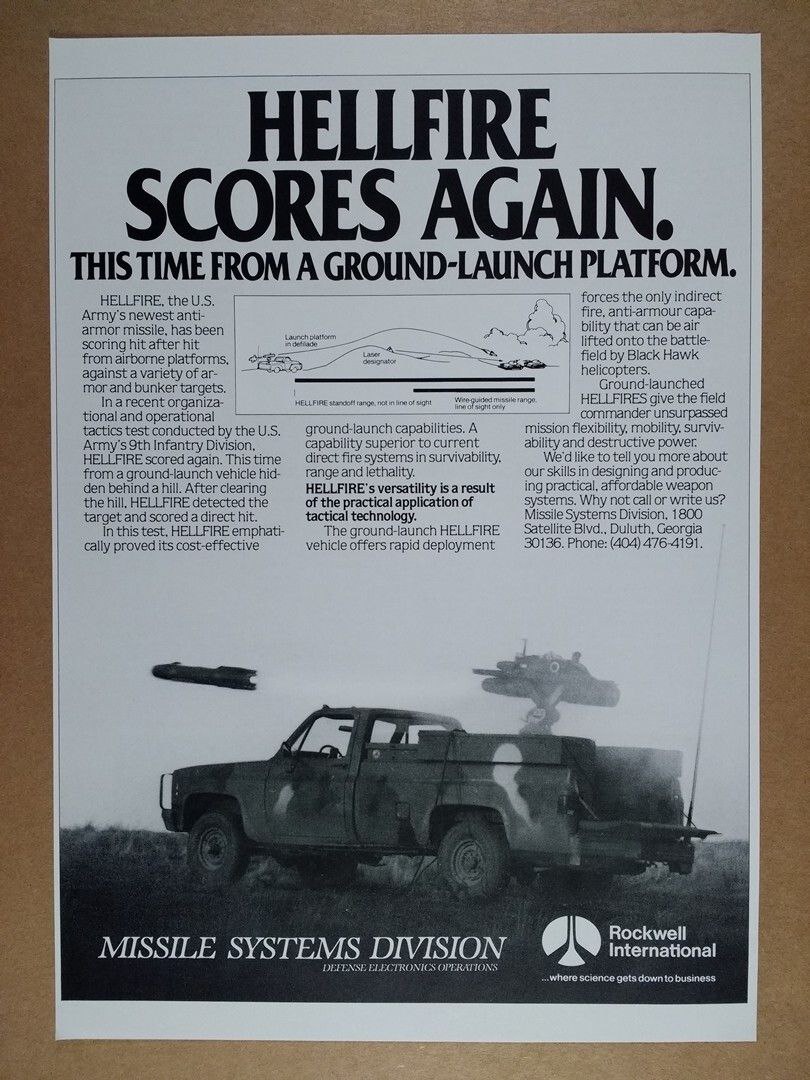 HELLFIRE
SCORES AGAIN.
THIS TIME FROM A GROUND-LAUNCH PLATFORM.
HELLFIRE, the U.S.
Army's newest anti-
armor missile, has been
scoring hit after hit
from airborne platforms,
against a variety of ar-
mor and bunker targets.
In a recent organiza-
tional and operational
tactics test conducted by the U.S.
Army's 9th Infantry Division,
HELLFIRE scored again. This time
from a ground-launch vehicle hid-
den behind a hill. After clearing
the hill, HELLFIRE detected the
target and scored a direct hit.
In this test, HELLFIRE emphati-
cally proved its cost-effective
Launch platform
in defilade
Laser
designator
HELLFIRE standoff range, not in line of sight
Wire-guided missile range,
line of sight only
ground-launch capabilities. A
capability superior to current
direct fire systems in survivability,
range and lethality.
HELLFIRE's versatility is a result
of the practical application of
tactical technology.
The ground-launch HELLFIRE
vehicle offers rapid deployment
forces the only indirect
fire, anti-armour capa-
bility that can be air
lifted onto the battle-
field by Black Hawk
helicopters.
Ground-launched
HELLFIRES give the field
commander unsurpassed
mission flexibility, mobility, surviv-
ability and destructive power.
We'd like to tell you more about
our skills in designing and produc-
ing practical, affordable weapon
systems. Why not call or write us?
Missile Systems Division, 1800
Satellite Blvd., Duluth, Georgia
30136. Phone: (404) 476-4191.
MISSILE SYSTEMS DIVISION
DEFENSE ELECTRONICS OPERATIONS
Rockwell
International
...where science gets down to business